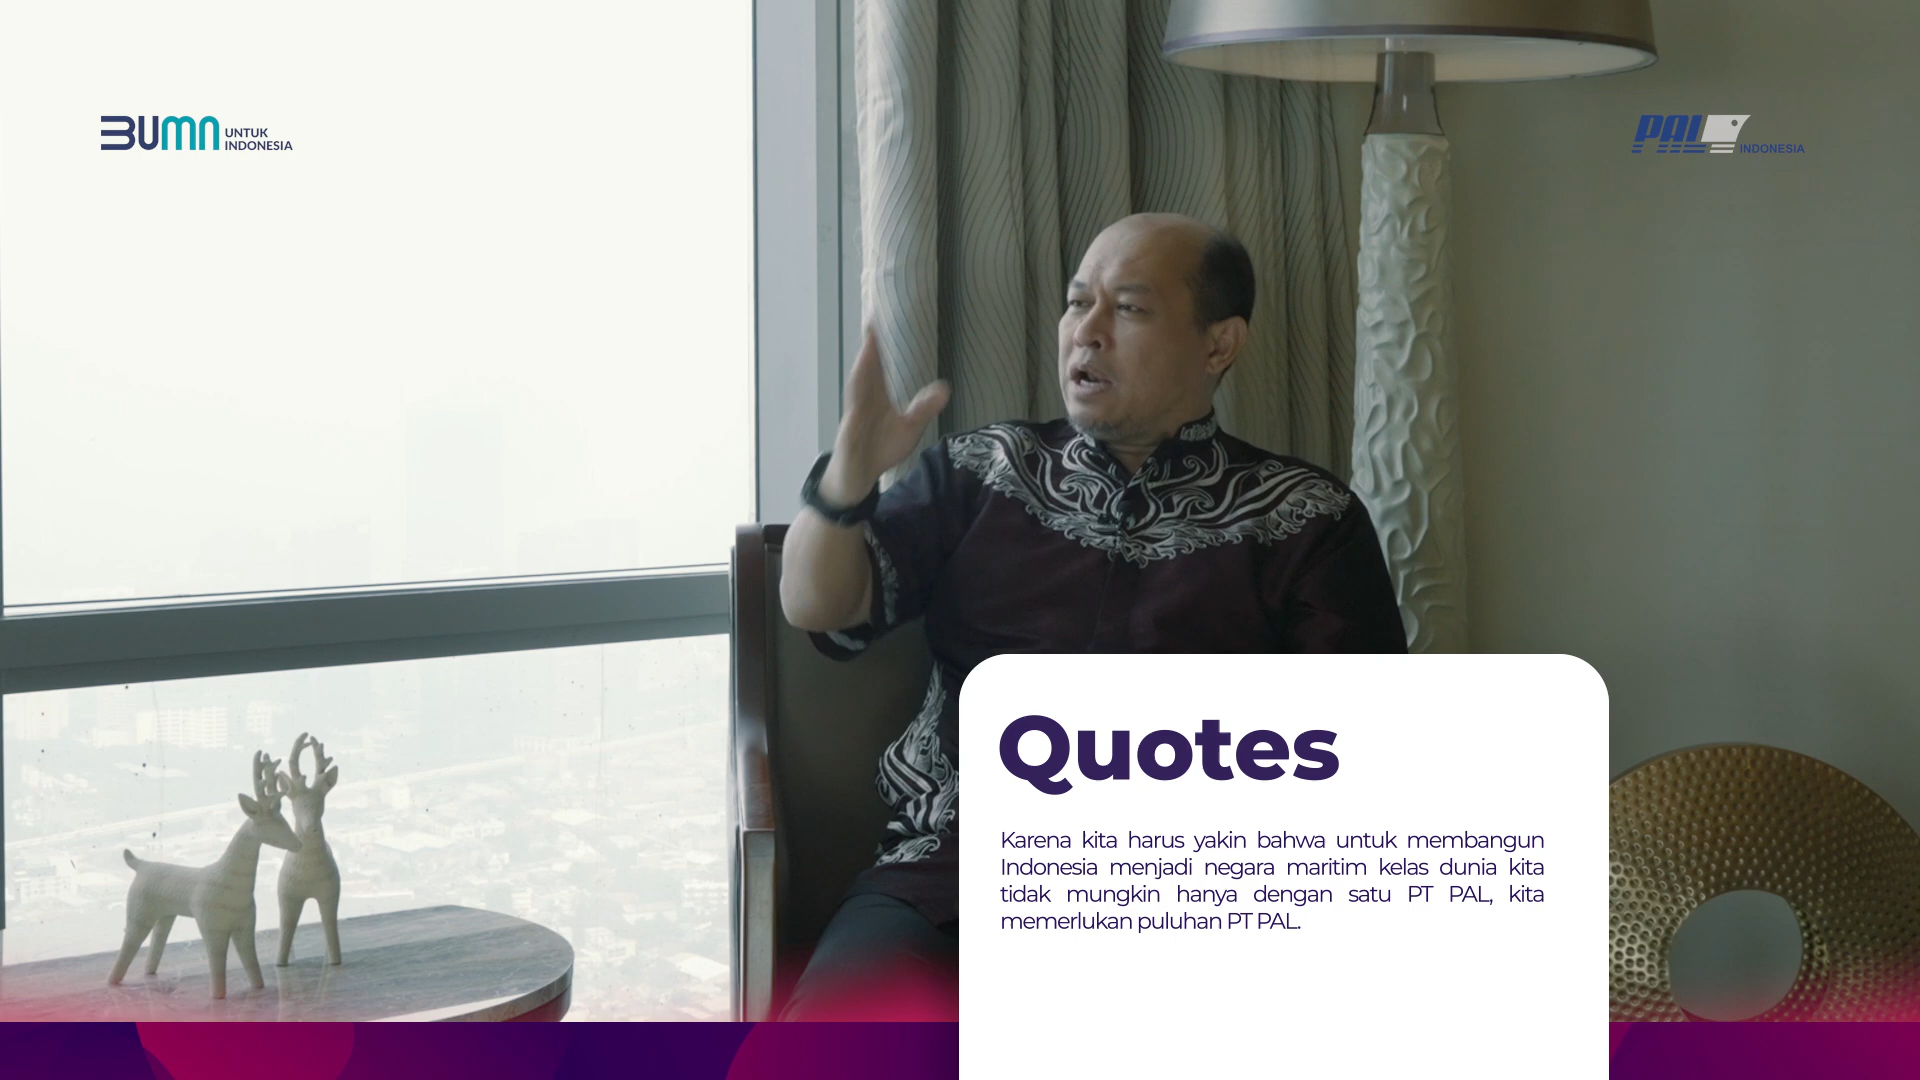 BUMN UNTUK
INDONESIA
PAL INDONESIA
Quotes
Karena kita harus yakin bahwa untuk membangun
Indonesia menjadi negara maritim kelas dunia kita
tidak mungkin hanya dengan satu PT PAL, kita
memerlukan puluhan PT PAL.